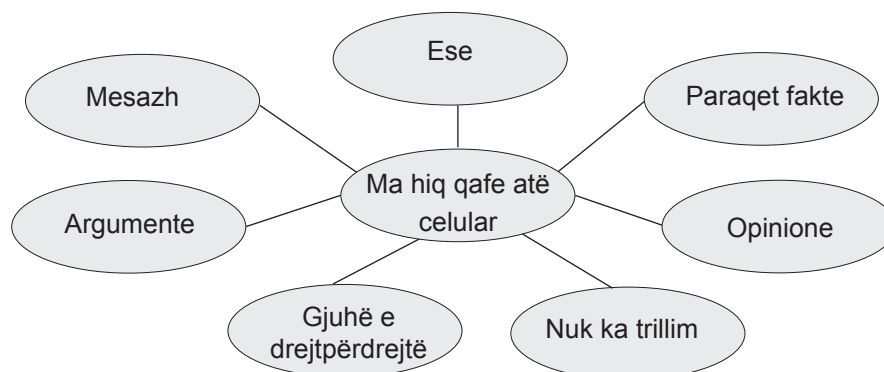 Ese
Mesazh
Paraqet fakte
Ma hiq qafe atë
celular
Argumente
Opinione
Gjuhë e
drejtpërdrejtë
Nuk ka trillim